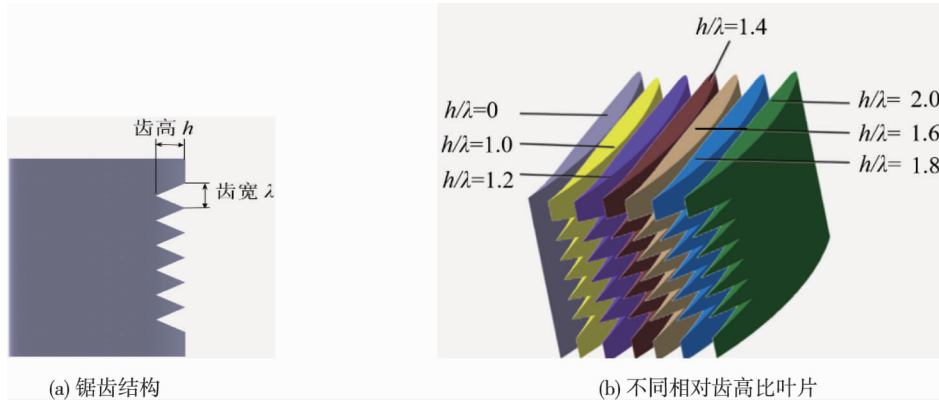 齿高 h
齿宽 λ
(a) 锯齿结构
h/λ=1.4
h/λ=0
h/λ=1.0
h/λ=1.2
h/λ= 2.0
h/λ= 1.6
h/λ= 1.8
(b) 不同相对齿高比叶片